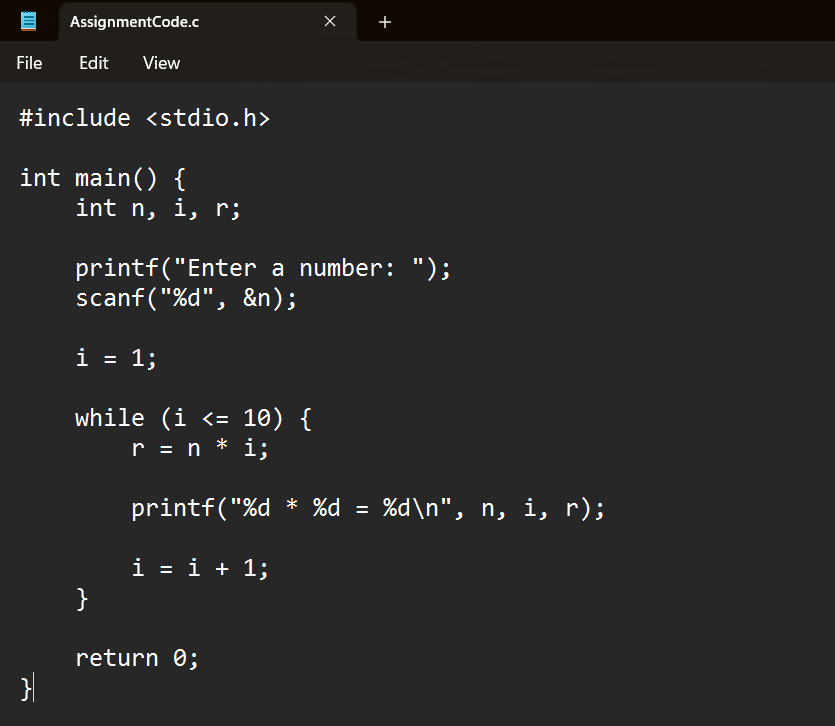 AssignmentCode.c
File Edit View
#include <stdio.h>
int main() {
    int n, i, r;
    printf("Enter a number: ");
    scanf("%d", &n);
    i = 1;
    while (i <= 10) {
        r = n * i;
        printf("%d * %d = %d\n", n, i, r);
        i = i + 1;
    }
    return 0;
}